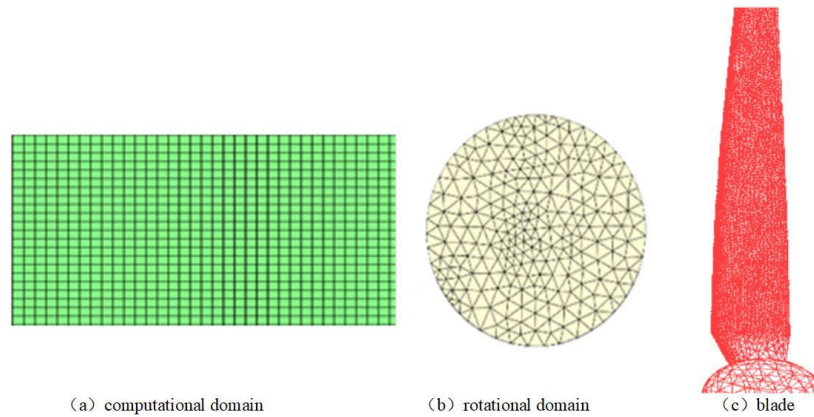 （a）computational domain
（b）rotational domain
（c）blade